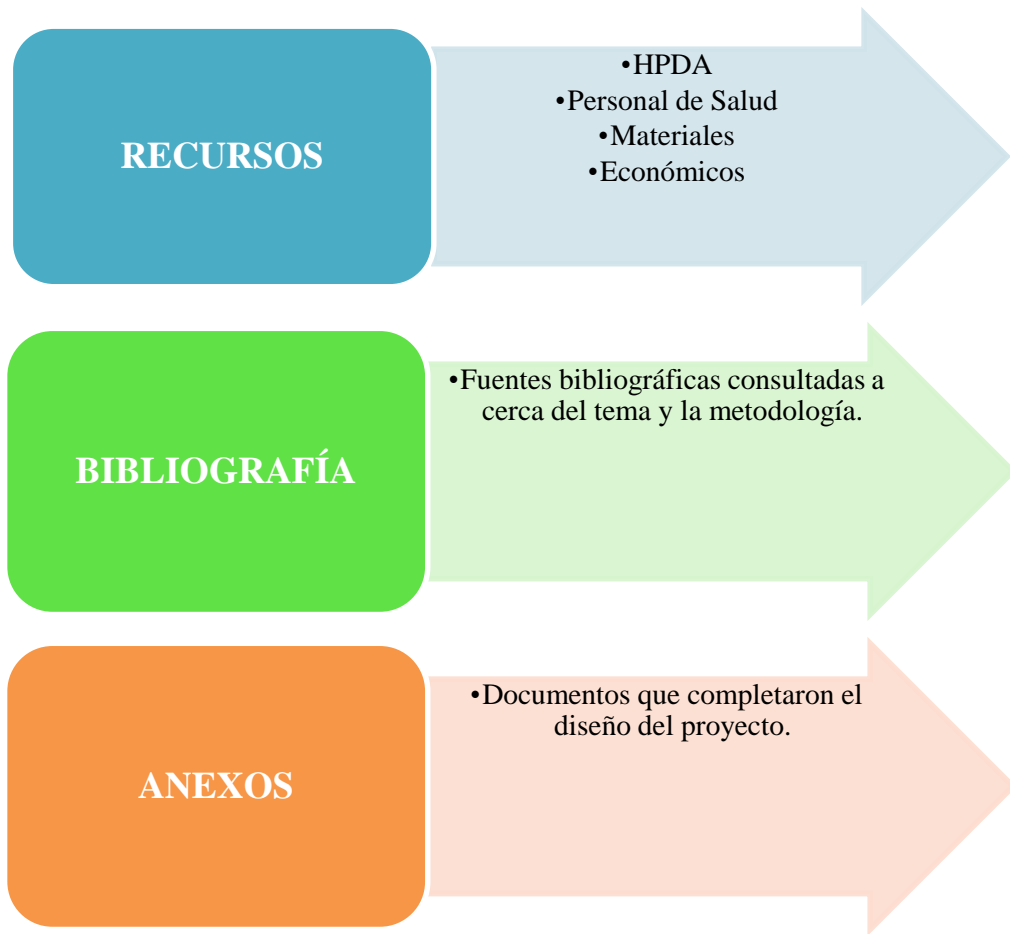 RECURSOS
•HPDA
•Personal de Salud
•Materiales
•Económicos
BIBLIOGRAFÍA
•Fuentes bibliográficas consultadas a
cerca del tema y la metodología.
ANEXOS
•Documentos que completaron el
diseño del proyecto.